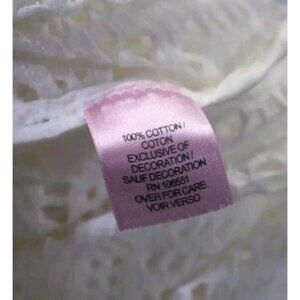 100% COTTON /
COTON
EXCLUSIVE OF
DECORATION /
SAUF DECORATION
RN 106551
OVER FOR CARE
VOIR VERSO